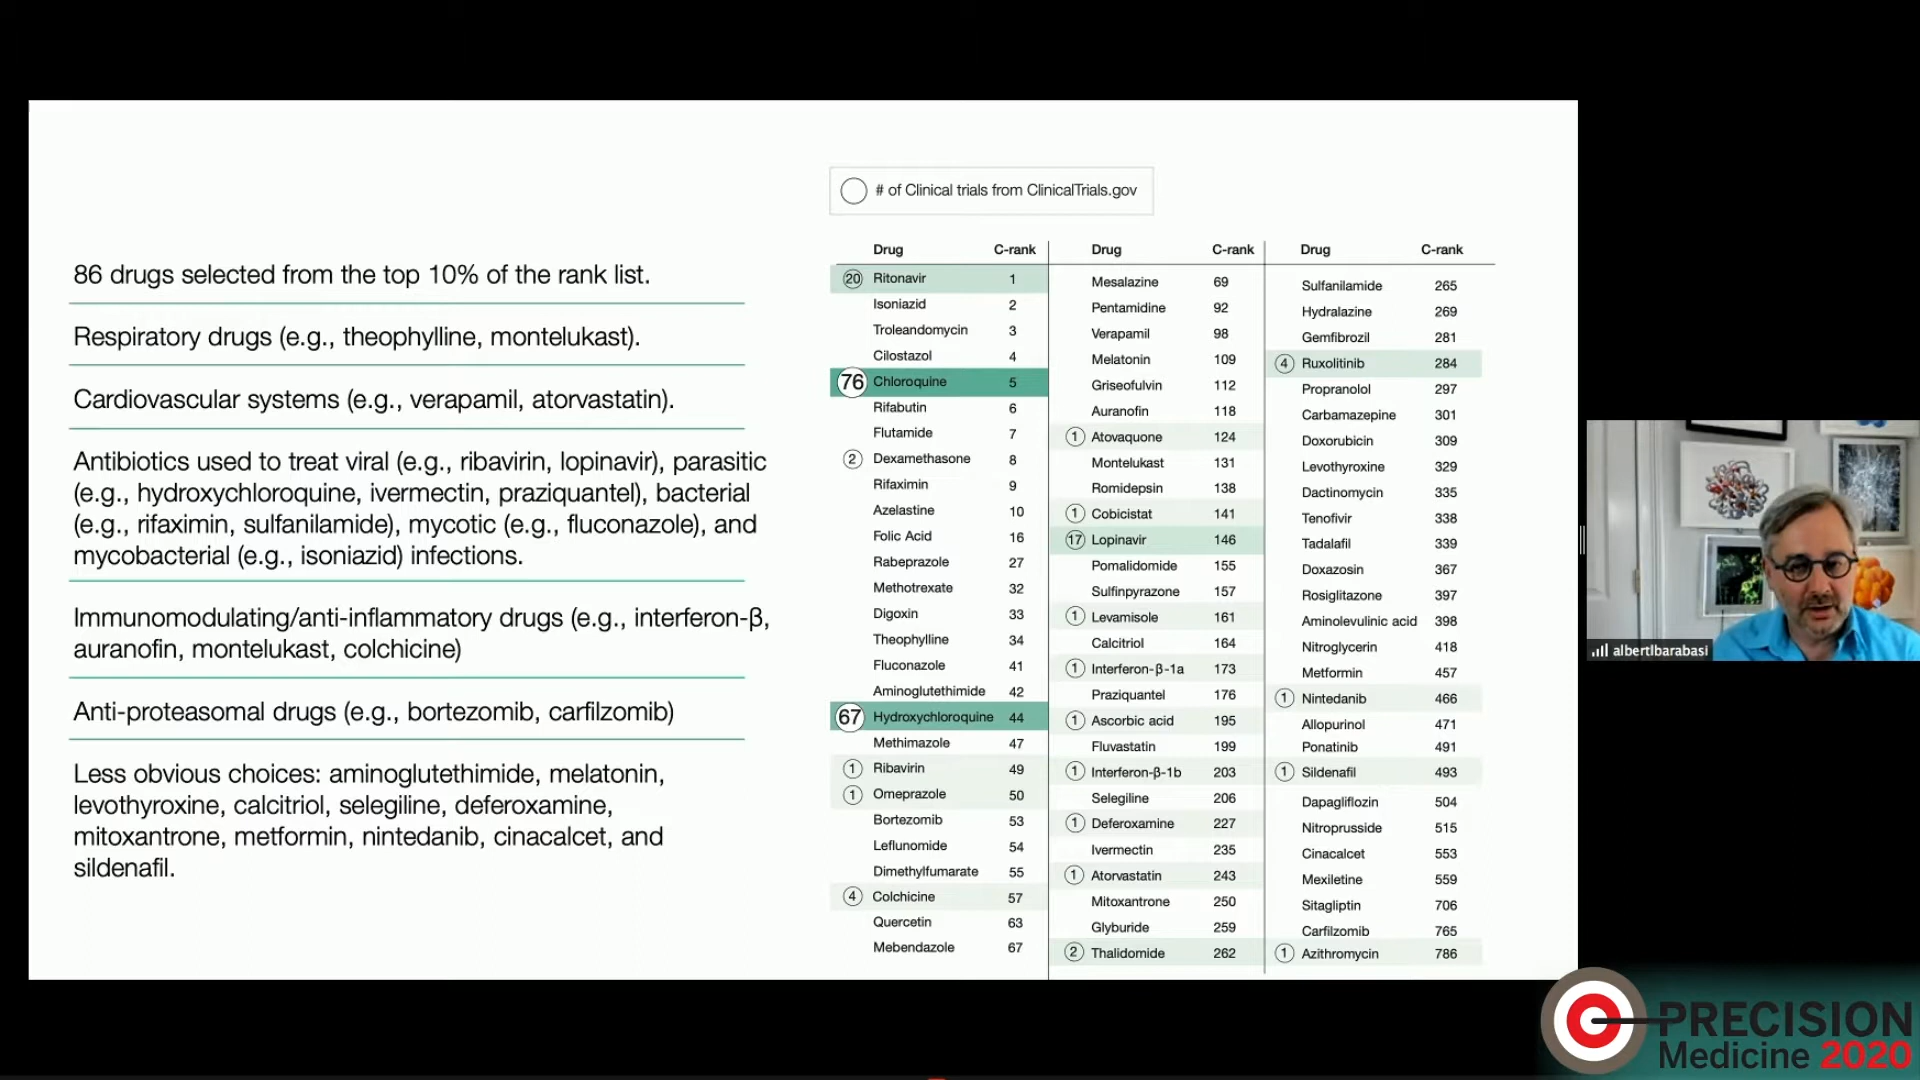 # of Clinical trials from ClinicalTrials.gov
86 drugs selected from the top 10% of the rank list.
Respiratory drugs (e.g., theophylline, montelukast).
Cardiovascular systems (e.g., verapamil, atorvastatin).
Antibiotics used to treat viral (e.g., ribavirin, lopinavir), parasitic
(e.g., hydroxychloroquine, ivermectin, praziquantel), bacterial
(e.g., rifaximin, sulfanilamide), mycotic (e.g., fluconazole), and
mycobacterial (e.g., isoniazid) infections.
Immunomodulating/anti-inflammatory drugs (e.g., interferon-β,
auranofin, montelukast, colchicine)
Anti-proteasomal drugs (e.g., bortezomib, carfilzomib)
Less obvious choices: aminoglutethimide, melatonin,
levothyroxine, calcitriol, selegiline, deferoxamine,
mitoxantrone, metformin, nintedanib, cinacalcet, and
sildenafil.
Drug C-rank
20 Ritonavir 1
Isoniazid 2
Troleandomycin 3
Cilostazol 4
76 Chloroquine 5
Rifabutin 6
Flutamide 7
2 Dexamethasone 8
Rifaximin 9
Azelastine 10
Folic Acid 16
Rabeprazole 27
Methotrexate 32
Digoxin 33
Theophylline 34
Fluconazole 41
Aminoglutethimide 42
67 Hydroxychloroquine 44
Methimazole 47
1 Ribavirin 49
1 Omeprazole 50
Bortezomib 53
Leflunomide 54
Dimethylfumarate 55
4 Colchicine 57
Quercetin 63
Mebendazole 67
Drug C-rank
Mesalazine 69
Pentamidine 92
Verapamil 98
Melatonin 109
Griseofulvin 112
Auranofin 118
1 Atovaquone 124
Montelukast 131
Romidepsin 138
1 Cobicistat 141
17 Lopinavir 146
Pomalidomide 155
Sulfinpyrazone 157
1 Levamisole 161
Calcitriol 164
1 Interferon-β-1a 173
Praziquantel 176
1 Ascorbic acid 195
Fluvastatin 199
1 Interferon-β-1b 203
Selegiline 206
1 Deferoxamine 227
Ivermectin 235
1 Atorvastatin 243
Mitoxantrone 250
Glyburide 259
2 Thalidomide 262
Drug C-rank
Sulfanilamide 265
Hydralazine 269
Gemfibrozil 281
4 Ruxolitinib 284
Propranolol 297
Carbamazepine 301
Doxorubicin 309
Levothyroxine 329
Dactinomycin 335
Tenofivir 338
Tadalafil 339
Doxazosin 367
Rosiglitazone 397
Aminolevulinic acid 398
Nitroglycerin 418
Metformin 457
1 Nintedanib 466
Allopurinol 471
Ponatinib 491
1 Sildenafil 493
Dapagliflozin 504
Nitroprusside 515
Cinacalcet 553
Mexiletine 559
Sitagliptin 706
Carfilzomib 765
1 Azithromycin 786
albertlbarabasi
PRECISION
Medicine 2020